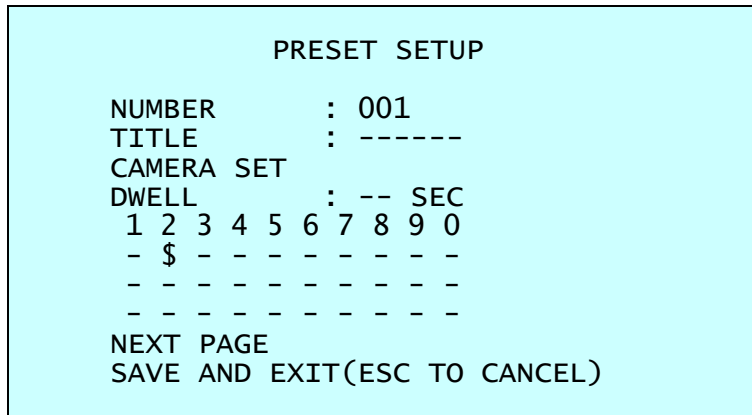 PRESET SETUP
NUMBER : 001
TITLE : ------
CAMERA SET
DWELL : -- SEC
1 2 3 4 5 6 7 8 9 0
- $ - - - - - - - -
- - - - - - - - - -
- - - - - - - - - -
NEXT PAGE
SAVE AND EXIT(ESC TO CANCEL)